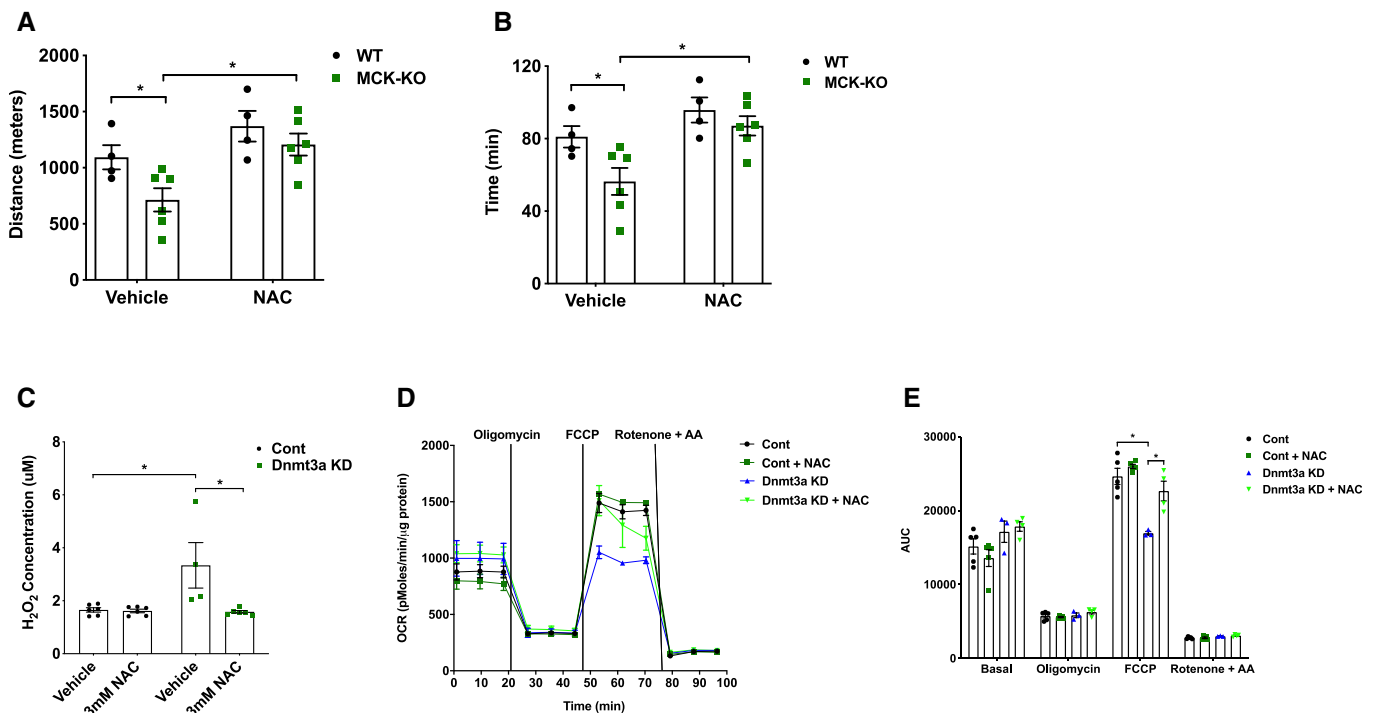 A
2000
1500
1000
500
0
Distance (meters)
*
*
WT
MCK-KO
Vehicle
NAC
B
120
80
40
0
Time (min)
*
*
WT
MCK-KO
Vehicle
NAC
C
8
6
4
2
0
H₂O₂ Concentration (uM)
*
*
Cont
Dnmt3a KD
Vehicle
3mM NAC
Vehicle
3mM NAC
D
Oligomycin
FCCP
Rotenone + AA
2000
1500
1000
500
0
OCR (pMoles/min/μg protein)
0 10 20 30 40 50 60 70 80 90 100
Time (min)
Cont
Cont + NAC
Dnmt3a KD
Dnmt3a KD + NAC
E
30000
20000
10000
0
AUC
*
*
Cont
Cont + NAC
Dnmt3a KD
Dnmt3a KD + NAC
Basal
Oligomycin
FCCP
Rotenone + AA